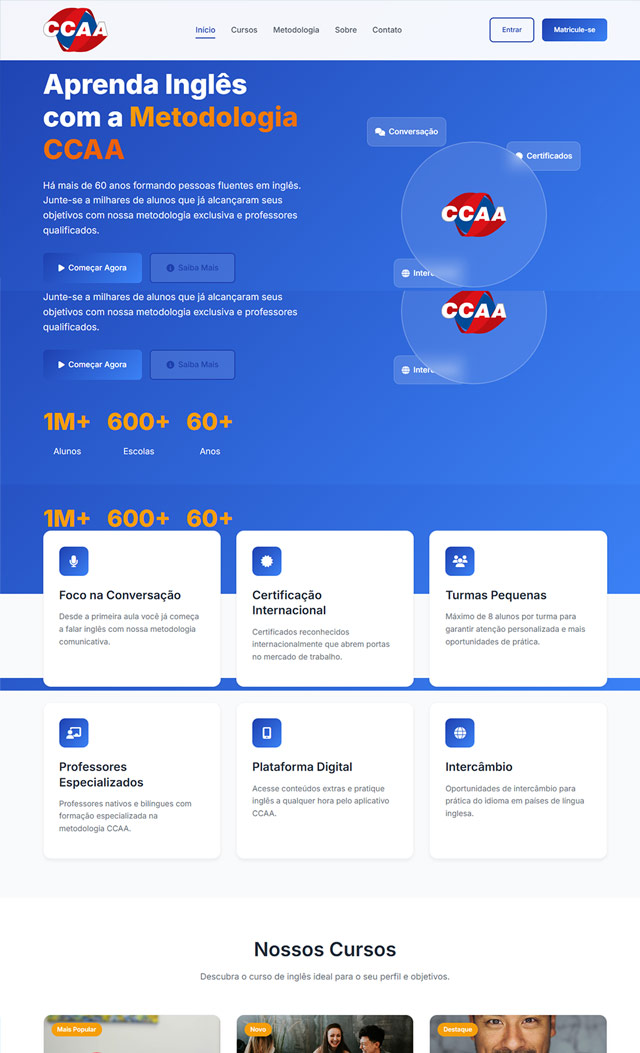 CCAA
Início Cursos Metodologia Sobre Contato
Entrar Matricule-se
Aprenda Inglês
com a Metodologia
CCAA
Há mais de 60 anos formando pessoas fluentes em inglês.
Junte-se a milhares de alunos que já alcançaram seus
objetivos com nossa metodologia exclusiva e professores
qualificados.
Começar Agora Saiba Mais
Conversação
Certificados
CCAA
Junte-se a milhares de alunos que já alcançaram seus
objetivos com nossa metodologia exclusiva e professores
qualificados.
Começar Agora Saiba Mais
CCAA
1M+ 600+ 60+
Alunos Escolas Anos
1M+ 600+ 60+
Foco na Conversação
Desde a primeira aula você já começa
a falar inglês com nossa metodologia
comunicativa.
Certificação
Internacional
Certificados reconhecidos
internacionalmente que abrem portas
no mercado de trabalho.
Turmas Pequenas
Máximo de 8 alunos por turma para
garantir atenção personalizada e mais
oportunidades de prática.
Professores
Especializados
Professores nativos e bilíngues com
formação especializada na
metodologia CCAA.
Plataforma Digital
Acesse conteúdos extras e pratique
inglês a qualquer hora pelo aplicativo
CCAA.
Intercâmbio
Oportunidades de intercâmbio para
prática do idioma em países de língua
inglesa.
Nossos Cursos
Descubra o curso de inglês ideal para o seu perfil e objetivos.
Mais Popular
Novo
Destaque